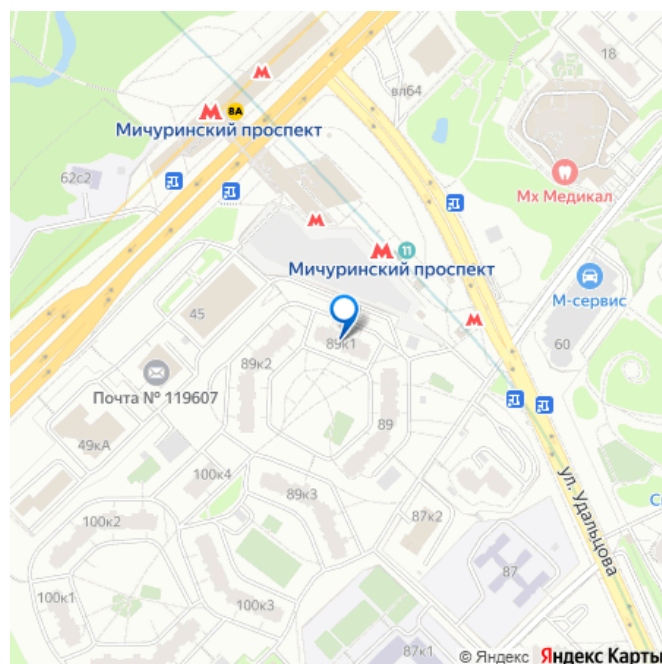 18
вл64
8А
Мичуринский проспект
62с2
Мх Медикал
11
Мичуринский проспект
М-сервис
45
89к1
60
89к2
Почта № 119607
89
49кА
100к4
89к3
100к2
87к2
ул. Удальцова
87
100к1
100к3
87к1
© Яндекс Яндекс Карты